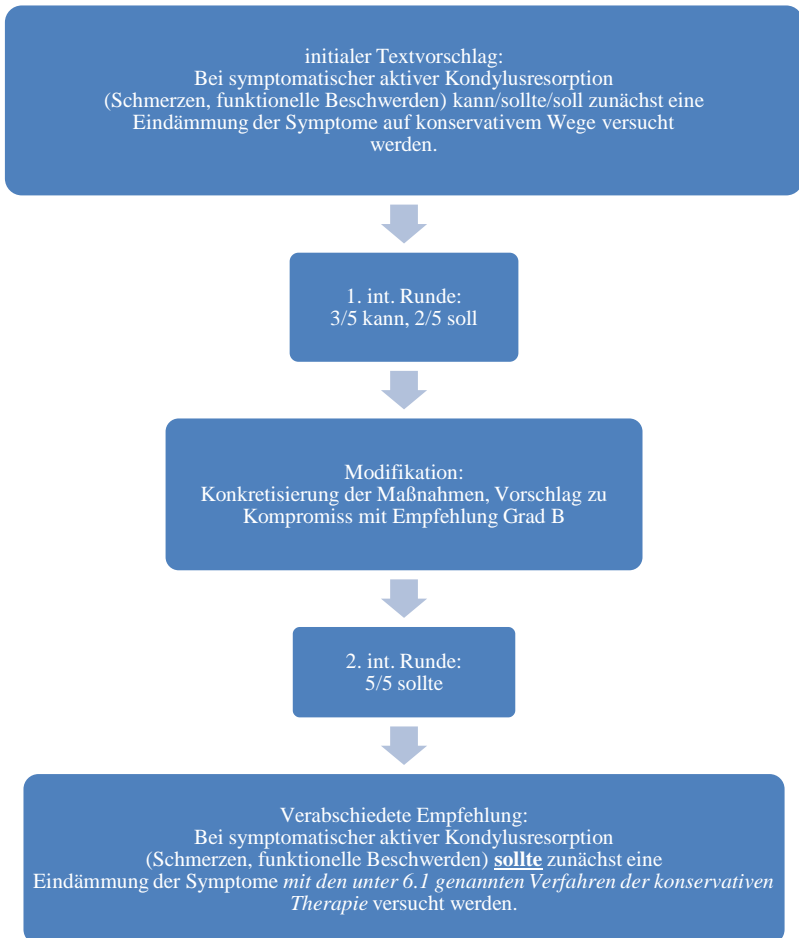 initialer Textvorschlag:
Bei symptomatischer aktiver Kondylusresorption
(Schmerzen, funktionelle Beschwerden) kann/sollte/soll zunächst eine
Eindämmung der Symptome auf konservativem Wege versucht
werden.
1. int. Runde:
3/5 kann, 2/5 soll
Modifikation:
Konkretisierung der Maßnahmen, Vorschlag zu
Kompromiss mit Empfehlung Grad B
2. int. Runde:
5/5 sollte
Verabschiedete Empfehlung:
Bei symptomatischer aktiver Kondylusresorption
(Schmerzen, funktionelle Beschwerden) sollte zunächst eine
Eindämmung der Symptome mit den unter 6.1 genannten Verfahren der konservativen
Therapie versucht werden.